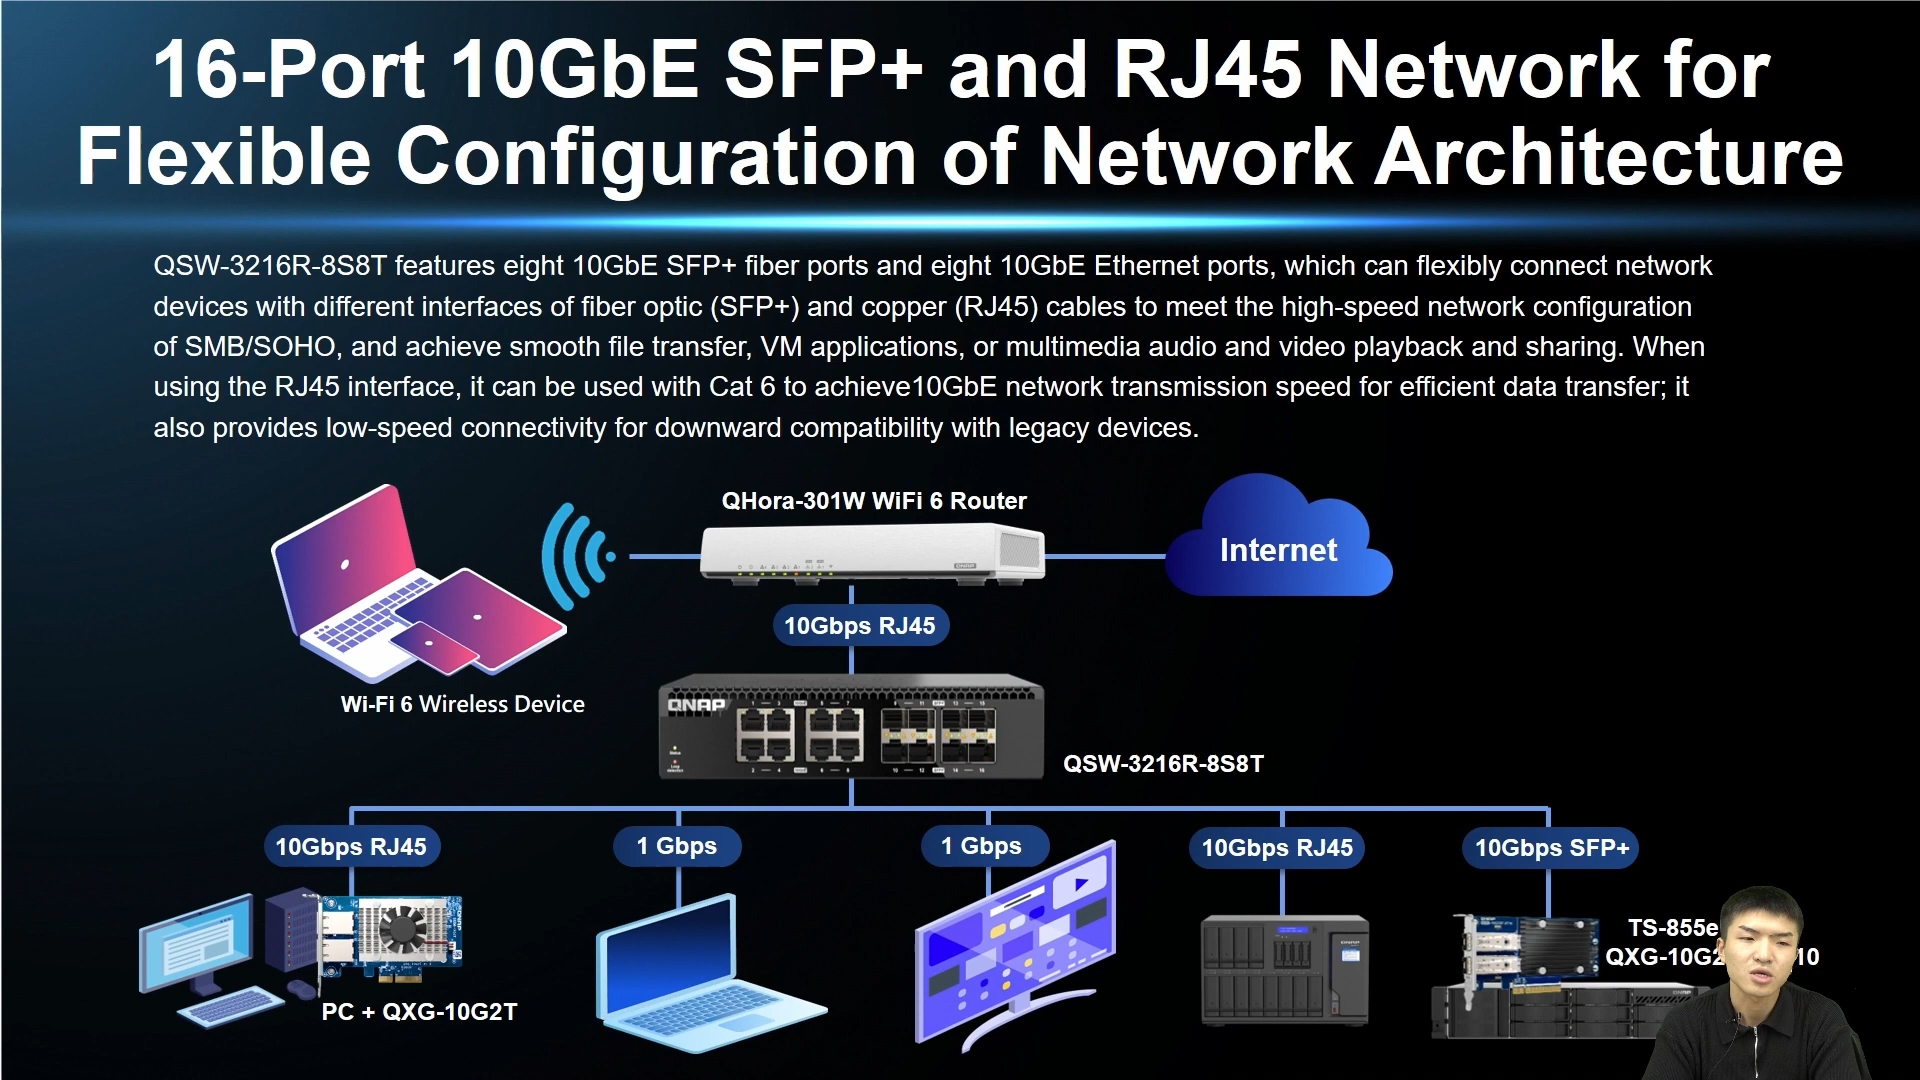 16-Port 10GbE SFP+ and RJ45 Network for
Flexible Configuration of Network Architecture
QSW-3216R-8S8T features eight 10GbE SFP+ fiber ports and eight 10GbE Ethernet ports, which can flexibly connect network
devices with different interfaces of fiber optic (SFP+) and copper (RJ45) cables to meet the high-speed network configuration
of SMB/SOHO, and achieve smooth file transfer, VM applications, or multimedia audio and video playback and sharing. When
using the RJ45 interface, it can be used with Cat 6 to achieve10GbE network transmission speed for efficient data transfer; it
also provides low-speed connectivity for downward compatibility with legacy devices.
QHora-301W WiFi 6 Router
Internet
10Gbps RJ45
Wi-Fi 6 Wireless Device
QNAP
QSW-3216R-8S8T
10Gbps RJ45
1 Gbps
1 Gbps
10Gbps RJ45
10Gbps SFP+
PC + QXG-10G2T
TS-855e
QXG-10G2
10